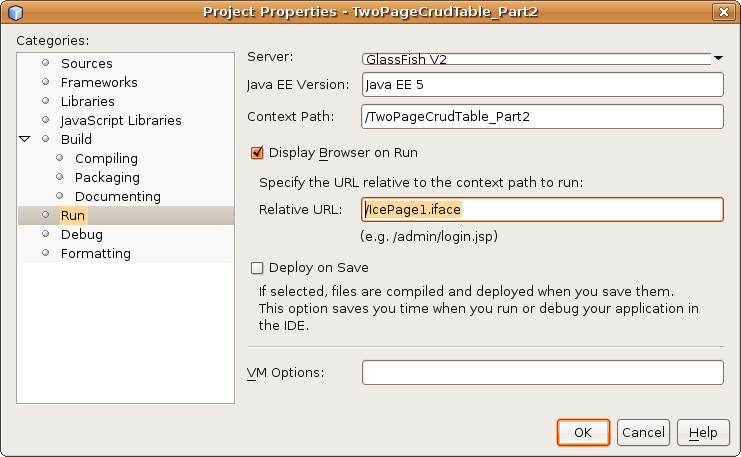 Project Properties - TwoPageCrudTable_Part2
Categories:
Sources
Frameworks
Libraries
JavaScript Libraries
Build
Compiling
Packaging
Documenting
Run
Debug
Formatting
Server: GlassFish V2
Java EE Version: Java EE 5
Context Path: /TwoPageCrudTable_Part2
Display Browser on Run
Specify the URL relative to the context path to run:
Relative URL: /IcePage1.iface
(e.g. /admin/login.jsp)
Deploy on Save
If selected, files are compiled and deployed when you save them.
This option saves you time when you run or debug your application in
the IDE.
VM Options:
OK Cancel Help